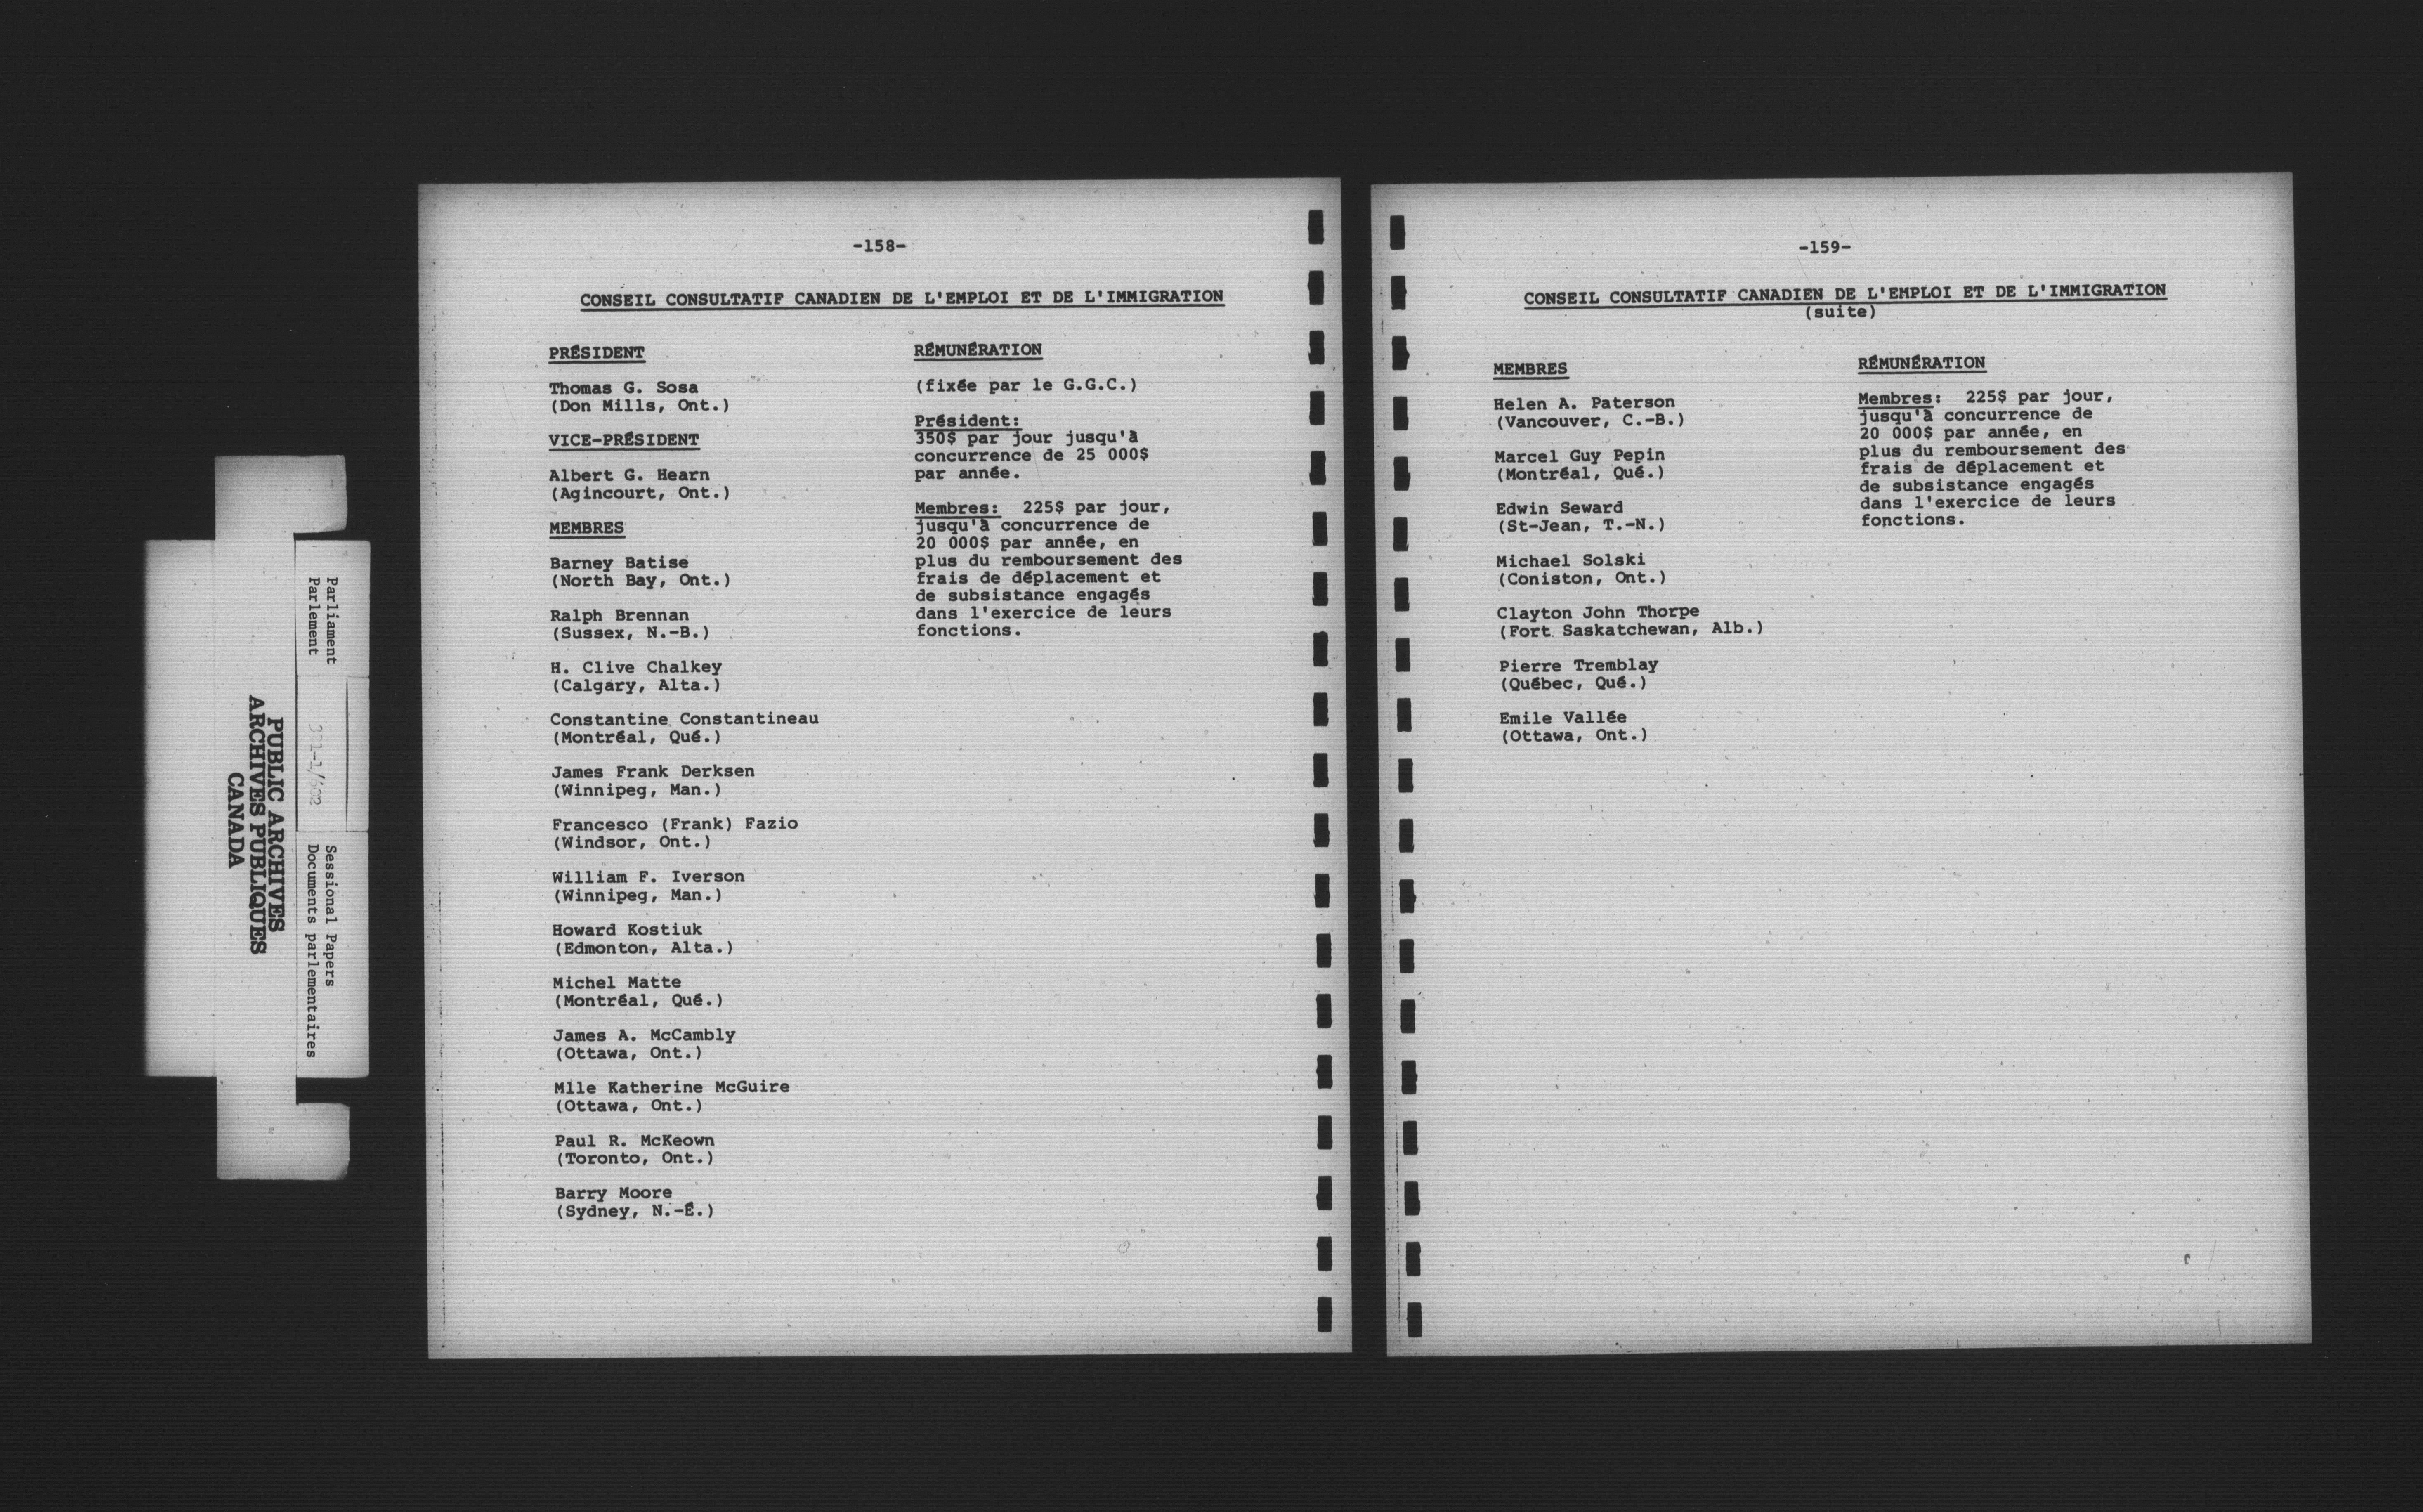 Parliament
Parlement
321-1/602
Sessional Papers
Documents parlementaires
PUBLIC ARCHIVES
ARCHIVES PUBLIQUES
CANADA
-158-
CONSEIL CONSULTATIF CANADIEN DE L'EMPLOI ET DE L'IMMIGRATION
PRÉSIDENT
Thomas G. Sosa
(Don Mills, Ont.)
VICE-PRÉSIDENT
Albert G. Hearn
(Agincourt, Ont.)
MEMBRES
Barney Batise
(North Bay, Ont.)
Ralph Brennan
(Sussex, N.-B.)
H. Clive Chalkey
(Calgary, Alta.)
Constantine Constantineau
(Montréal, Qué.)
James Frank Derksen
(Winnipeg, Man.)
Francesco (Frank) Fazio
(Windsor, Ont.)
William F. Iverson
(Winnipeg, Man.)
Howard Kostiuk
(Edmonton, Alta.)
Michel Matte
(Montréal, Qué.)
James A. McCambly
(Ottawa, Ont.)
Mlle Katherine McGuire
(Ottawa, Ont.)
Paul R. McKeown
(Toronto, Ont.)
Barry Moore
(Sydney, N.-É.)
RÉMUNÉRATION
(fixée par le G.G.C.)
Président:
350$ par jour jusqu'à
concurrence de 25 000$
par année.
Membres: 225$ par jour,
jusqu'à concurrence de
20 000$ par année, en
plus du remboursement des
frais de déplacement et
de subsistance engagés
dans l'exercice de leurs
fonctions.
-159-
CONSEIL CONSULTATIF CANADIEN DE L'EMPLOI ET DE L'IMMIGRATION
(suite)
MEMBRES
Helen A. Paterson
(Vancouver, C.-B.)
Marcel Guy Pepin
(Montréal, Qué.)
Edwin Seward
(St-Jean, T.-N.)
Michael Solski
(Coniston, Ont.)
Clayton John Thorpe
(Fort Saskatchewan, Alb.)
Pierre Tremblay
(Québec, Qué.)
Emile Vallée
(Ottawa, Ont.)
RÉMUNÉRATION
Membres: 225$ par jour,
jusqu'à concurrence de
20 000$ par année, en
plus du remboursement des
frais de déplacement et
de subsistance engagés
dans l'exercice de leurs
fonctions.